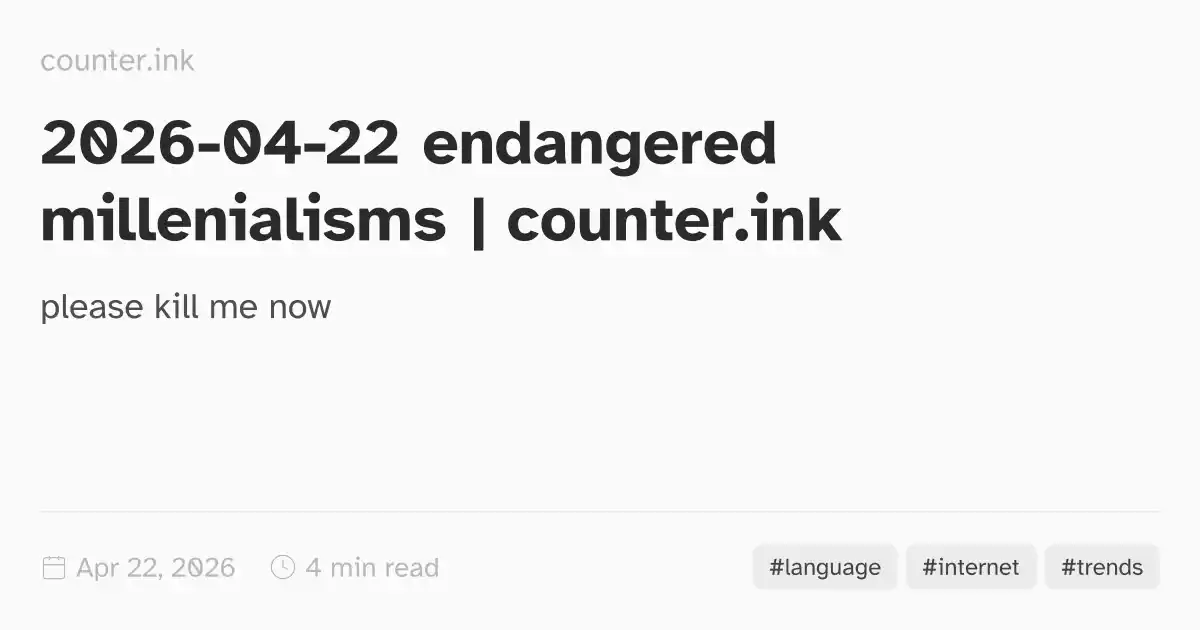 counter.ink
2026-04-22 endangered
millenialisms | counter.ink
please kill me now
Apr 22, 2026 4 min read #language #internet #trends